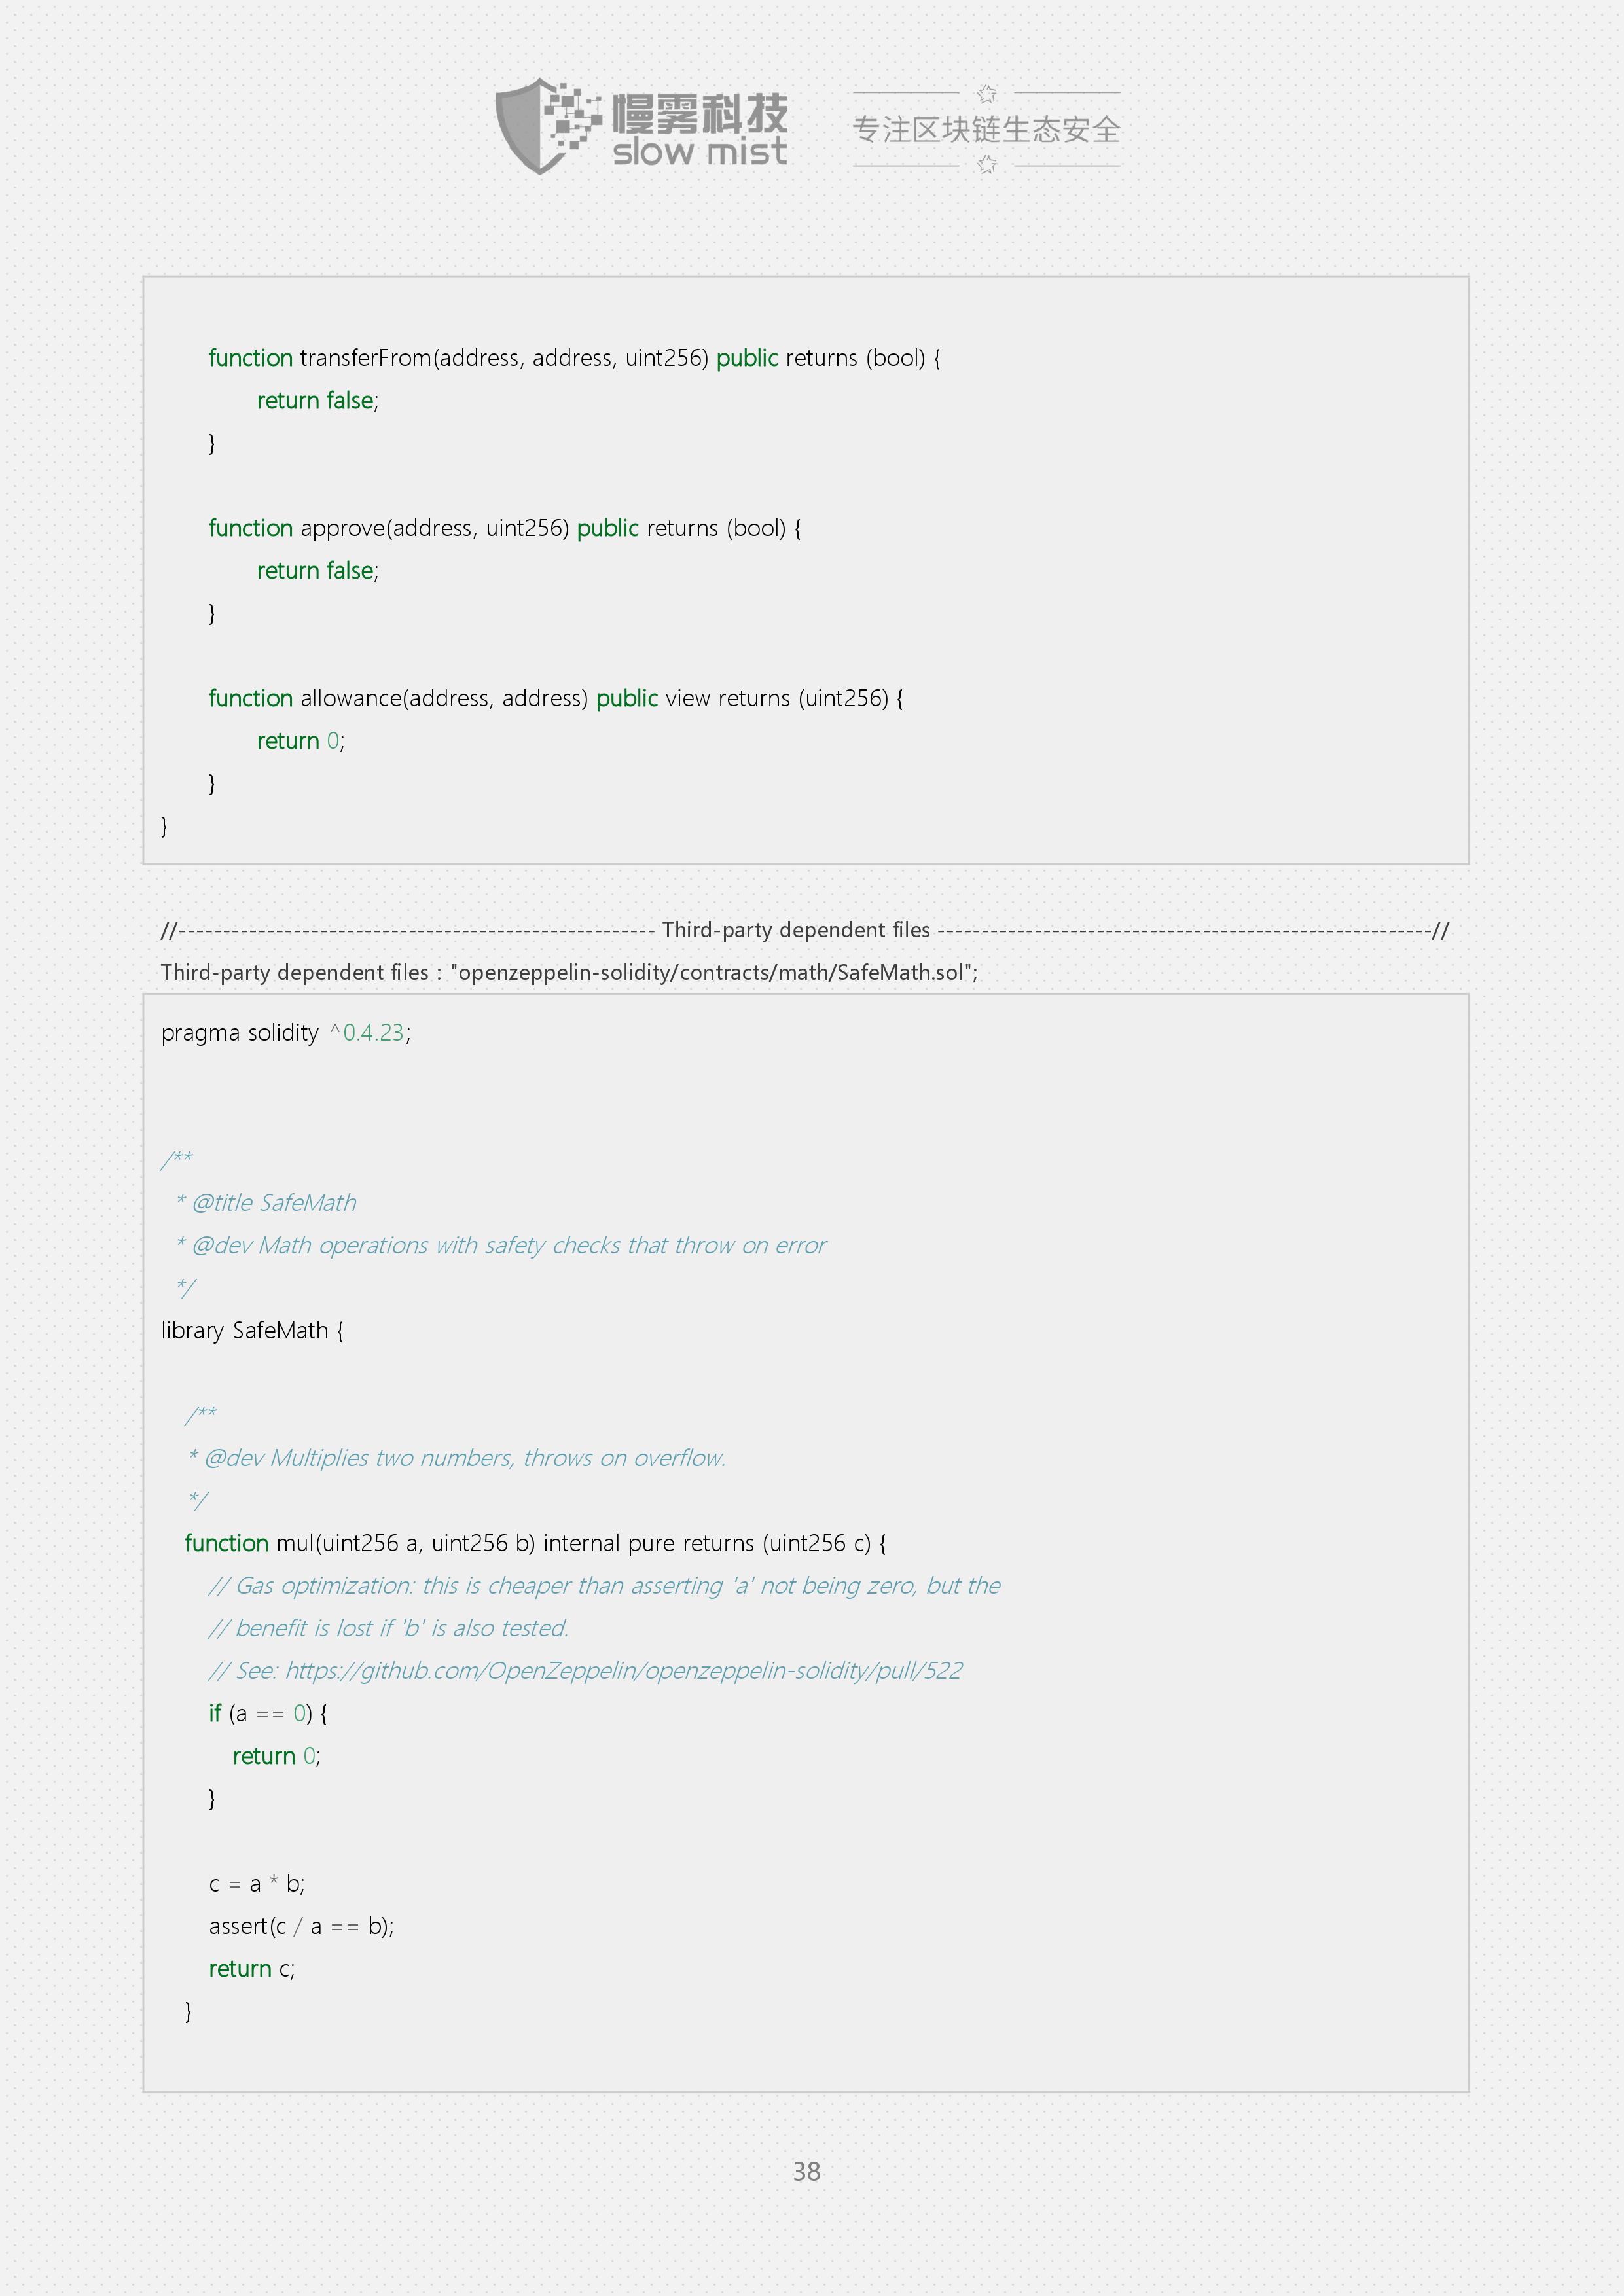 慢雾科技
slow mist
专注区块链生态安全
function transferFrom(address, address, uint256) public returns (bool) {
return false;
}
function approve(address, uint256) public returns (bool) {
return false;
}
function allowance(address, address) public view returns (uint256) {
return 0;
}
}
//------------------------------------------------------ Third-party dependent files --------------------------------------------------------//
Third-party dependent files : "openzeppelin-solidity/contracts/math/SafeMath.sol";
pragma solidity ^0.4.23;
/**
* @title SafeMath
* @dev Math operations with safety checks that throw on error
*/
library SafeMath {
/**
* @dev Multiplies two numbers, throws on overflow.
*/
function mul(uint256 a, uint256 b) internal pure returns (uint256 c) {
// Gas optimization: this is cheaper than asserting 'a' not being zero, but the
// benefit is lost if 'b' is also tested.
// See: https://github.com/OpenZeppelin/openzeppelin-solidity/pull/522
if (a == 0) {
return 0;
}
c = a * b;
assert(c / a == b);
return c;
}
38